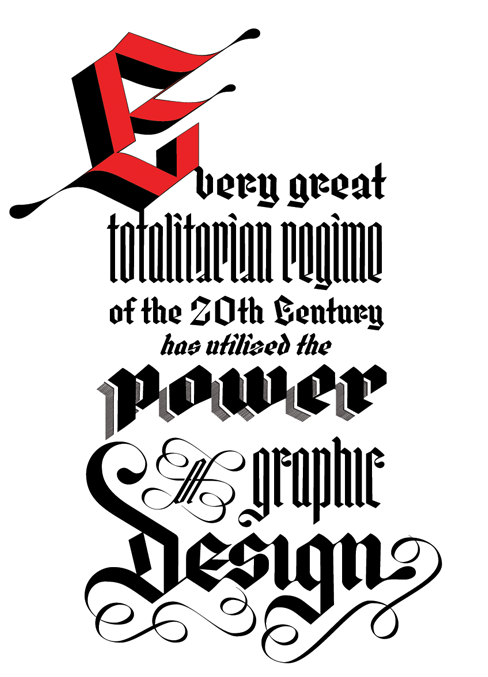 Every great
totalitarian regime
of the 20th Century
has utilized the
power
of graphic
Design